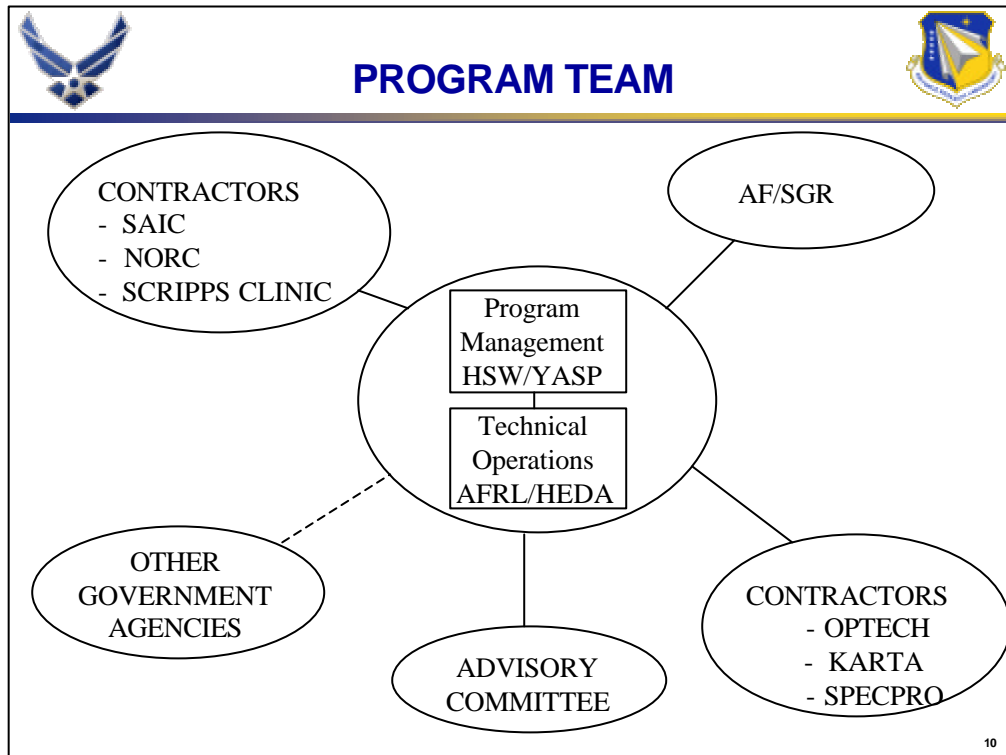 PROGRAM TEAM
CONTRACTORS
- SAIC
- NORC
- SCRIPPS CLINIC
AF/SGR
Program
Management
HSW/YASP
Technical
Operations
AFRL/HEDA
OTHER
GOVERNMENT
AGENCIES
ADVISORY
COMMITTEE
CONTRACTORS
- OPTECH
- KARTA
- SPECPRO
10